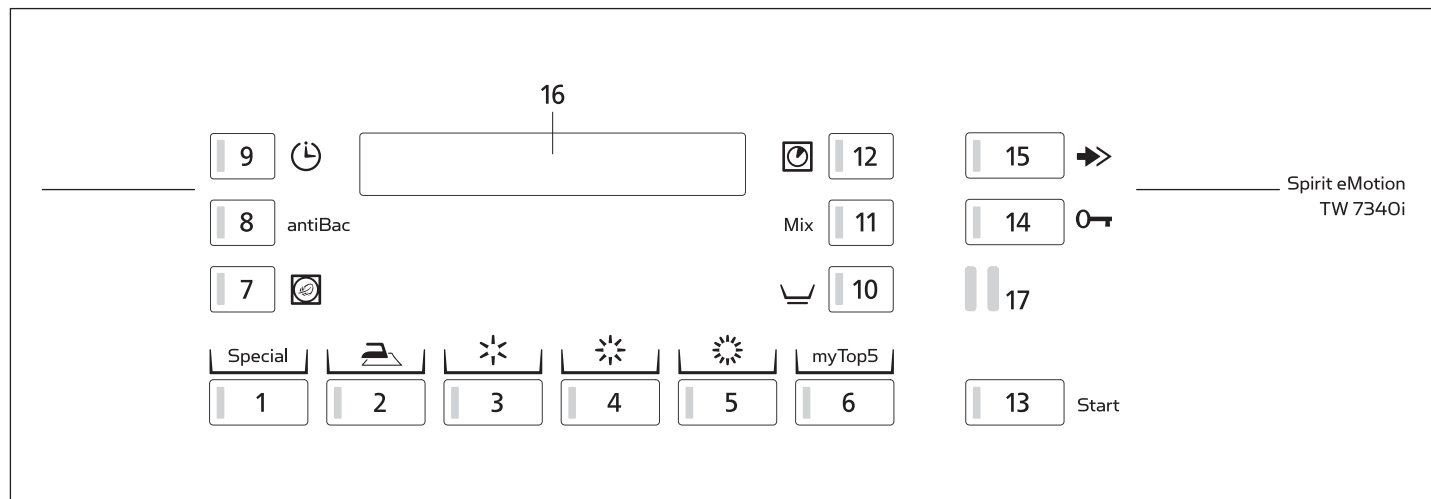 16
9
12
15
Spirit eMotion
TW 7340i
8 antiBac
Mix 11
14
7
10
17
Special
myTop5
1 2 3 4 5 6
13 Start